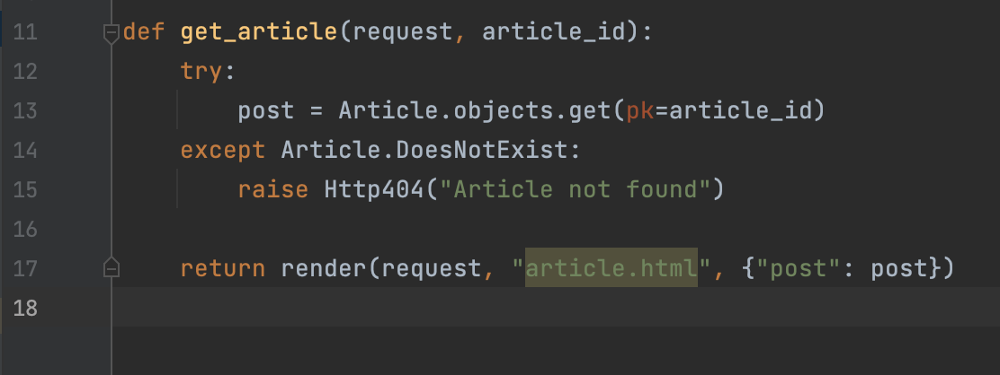 11 def get_article(request, article_id):
12 try:
13 post = Article.objects.get(pk=article_id)
14 except Article.DoesNotExist:
15 raise Http404("Article not found")
16
17 return render(request, "article.html", {"post": post})
18